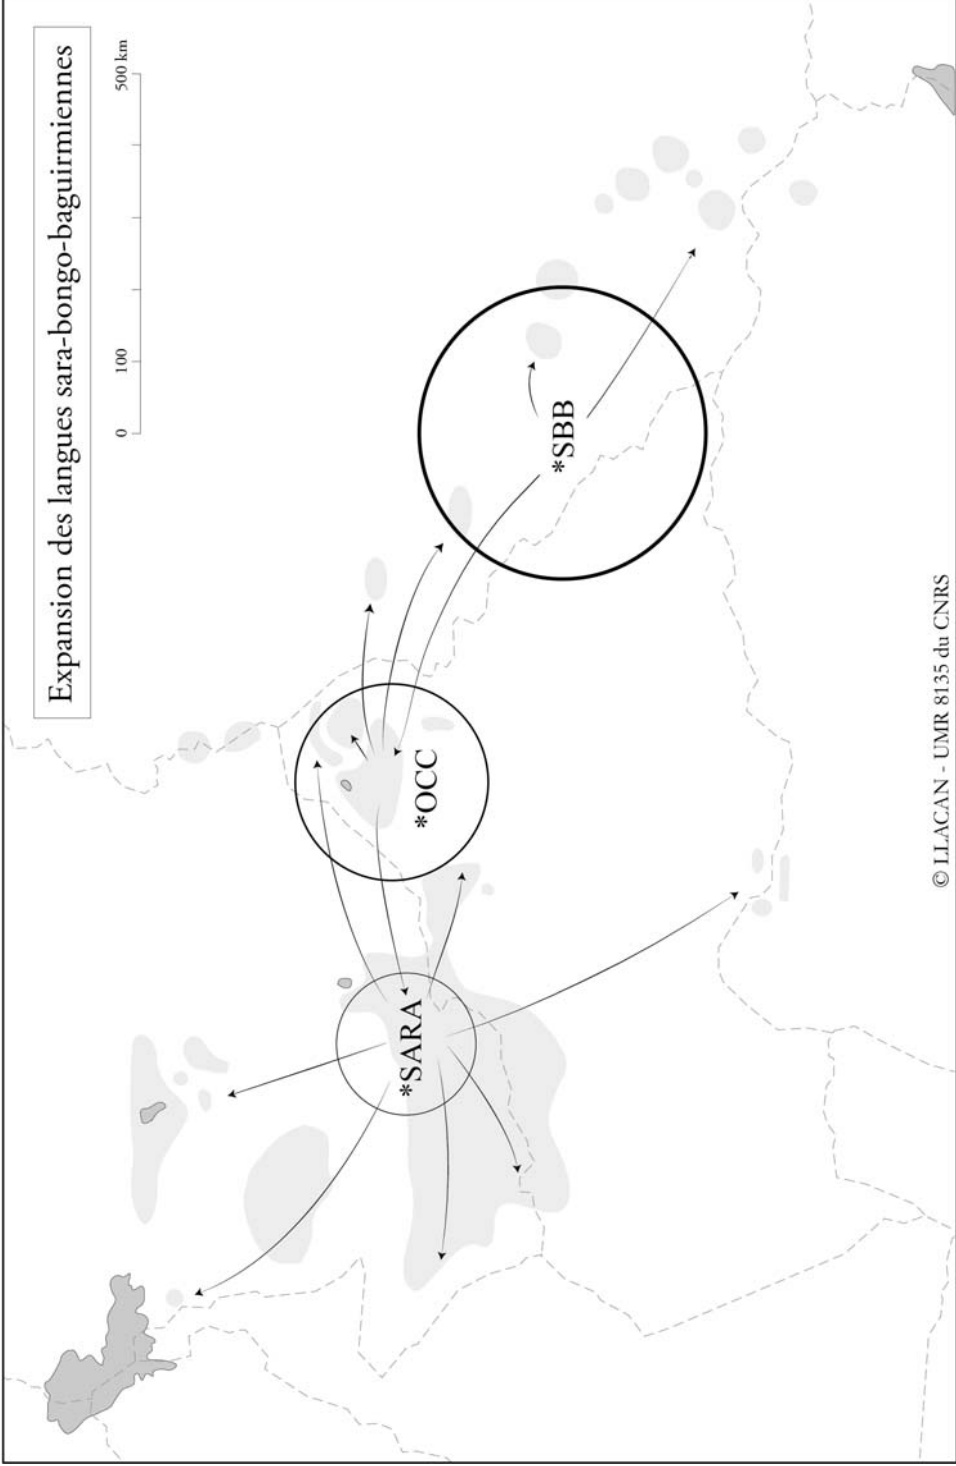 Expansion des langues sara-bongo-baguirmiennes
0 100 500 km
*SARA
*OCC
*SBB
© LLACAN - UMR 8135 du CNRS